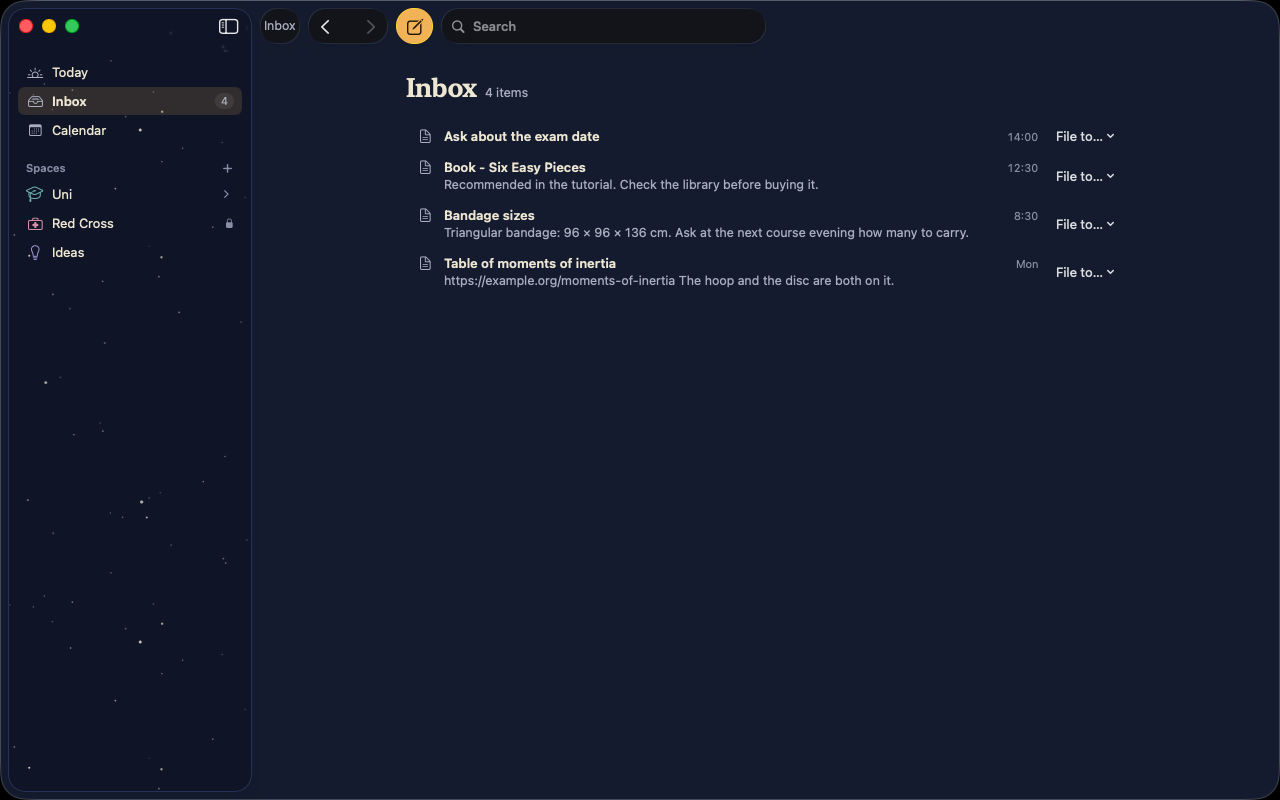 Inbox
Search
Today
Inbox 4
Calendar
Spaces
Uni
Red Cross
Ideas
Inbox 4 items
Ask about the exam date 14:00 File to...
Book - Six Easy Pieces 12:30 File to...
Recommended in the tutorial. Check the library before buying it.
Bandage sizes 8:30 File to...
Triangular bandage: 96 × 96 × 136 cm. Ask at the next course evening how many to carry.
Table of moments of inertia Mon File to...
https://example.org/moments-of-inertia The hoop and the disc are both on it.